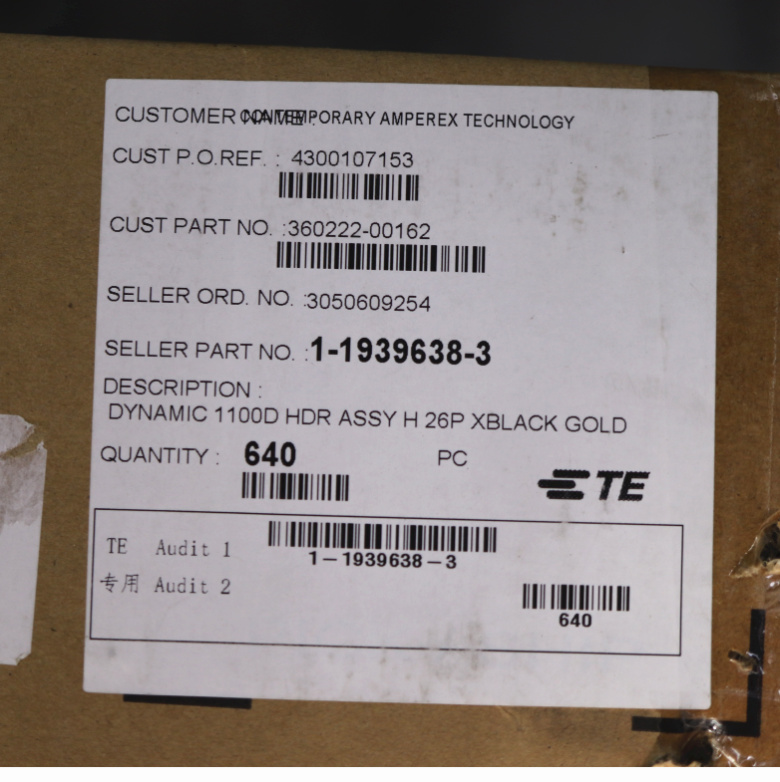 CUSTOMER NAME : CONTEMPORARY AMPEREX TECHNOLOGY
CUST P.O.REF. : 4300107153
CUST PART NO. :360222-00162
SELLER ORD. NO. :3050609254
SELLER PART NO. :1-1939638-3
DESCRIPTION :
DYNAMIC 1100D HDR ASSY H 26P XBLACK GOLD
QUANTITY : 640 PC
TE
TE Audit 1
1-1939638-3
专用 Audit 2
640